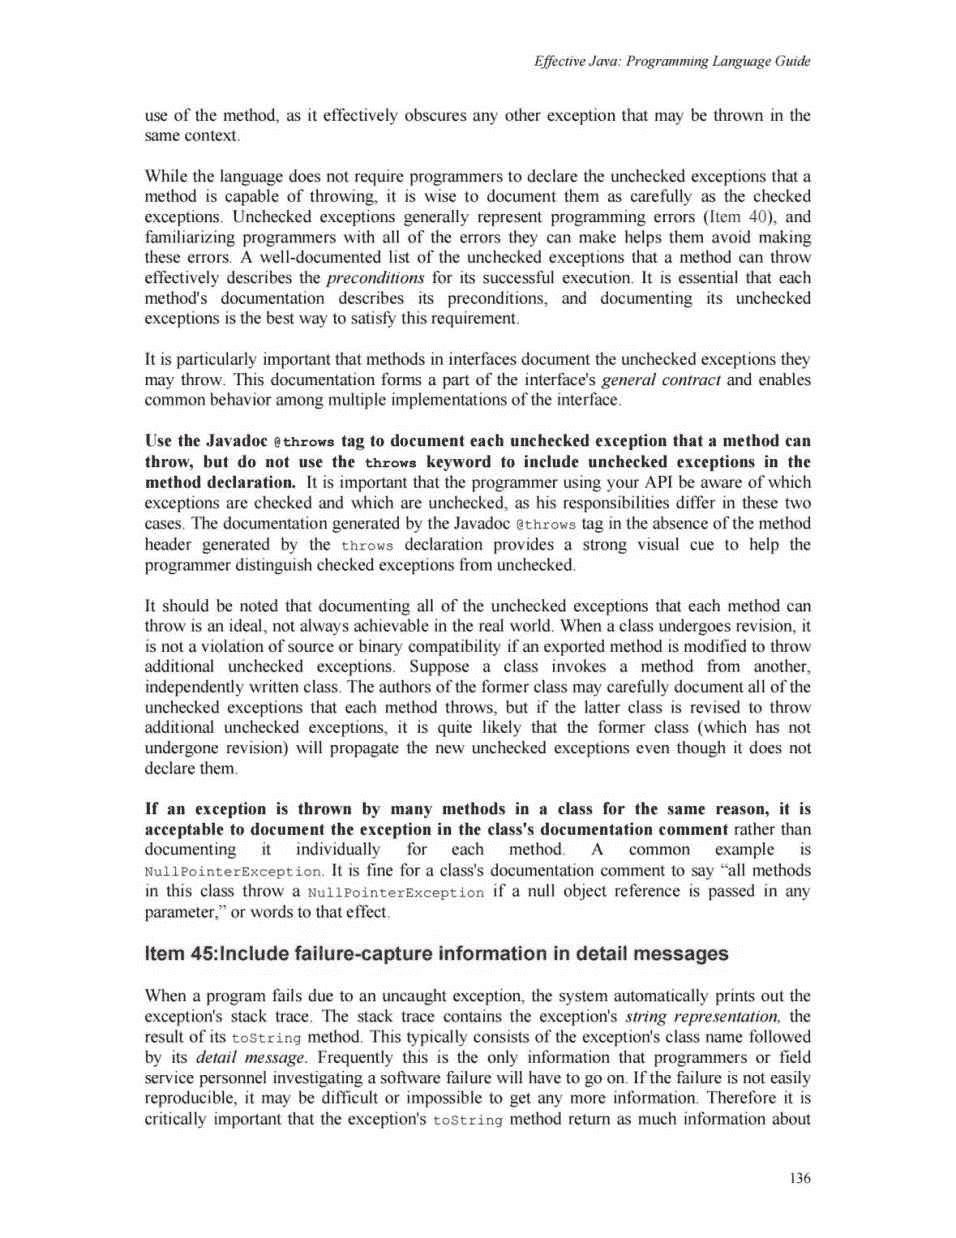 Effective Java: Programming Language Guide
use of the method, as it effectively obscures any other exception that may be thrown in the
same context.
While the language does not require programmers to declare the unchecked exceptions that a
method is capable of throwing, it is wise to document them as carefully as the checked
exceptions. Unchecked exceptions generally represent programming errors (Item 40), and
familiarizing programmers with all of the errors they can make helps them avoid making
these errors. A well-documented list of the unchecked exceptions that a method can throw
effectively describes the preconditions for its successful execution. It is essential that each
method's documentation describes its preconditions, and documenting its unchecked
exceptions is the best way to satisfy this requirement.
It is particularly important that methods in interfaces document the unchecked exceptions they
may throw. This documentation forms a part of the interface's general contract and enables
common behavior among multiple implementations of the interface.
Use the Javadoc @throws tag to document each unchecked exception that a method can
throw, but do not use the throws keyword to include unchecked exceptions in the
method declaration. It is important that the programmer using your API be aware of which
exceptions are checked and which are unchecked, as his responsibilities differ in these two
cases. The documentation generated by the Javadoc @throws tag in the absence of the method
header generated by the throws declaration provides a strong visual cue to help the
programmer distinguish checked exceptions from unchecked.
It should be noted that documenting all of the unchecked exceptions that each method can
throw is an ideal, not always achievable in the real world. When a class undergoes revision, it
is not a violation of source or binary compatibility if an exported method is modified to throw
additional unchecked exceptions. Suppose a class invokes a method from another,
independently written class. The authors of the former class may carefully document all of the
unchecked exceptions that each method throws, but if the latter class is revised to throw
additional unchecked exceptions, it is quite likely that the former class (which has not
undergone revision) will propagate the new unchecked exceptions even though it does not
declare them.
If an exception is thrown by many methods in a class for the same reason, it is
acceptable to document the exception in the class's documentation comment rather than
documenting it individually for each method. A common example is
NullPointerException. It is fine for a class's documentation comment to say “all methods
in this class throw a NullPointerException if a null object reference is passed in any
parameter,” or words to that effect.
Item 45:Include failure-capture information in detail messages
When a program fails due to an uncaught exception, the system automatically prints out the
exception's stack trace. The stack trace contains the exception's string representation, the
result of its toString method. This typically consists of the exception's class name followed
by its detail message. Frequently this is the only information that programmers or field
service personnel investigating a software failure will have to go on. If the failure is not easily
reproducible, it may be difficult or impossible to get any more information. Therefore it is
critically important that the exception's toString method return as much information about
136